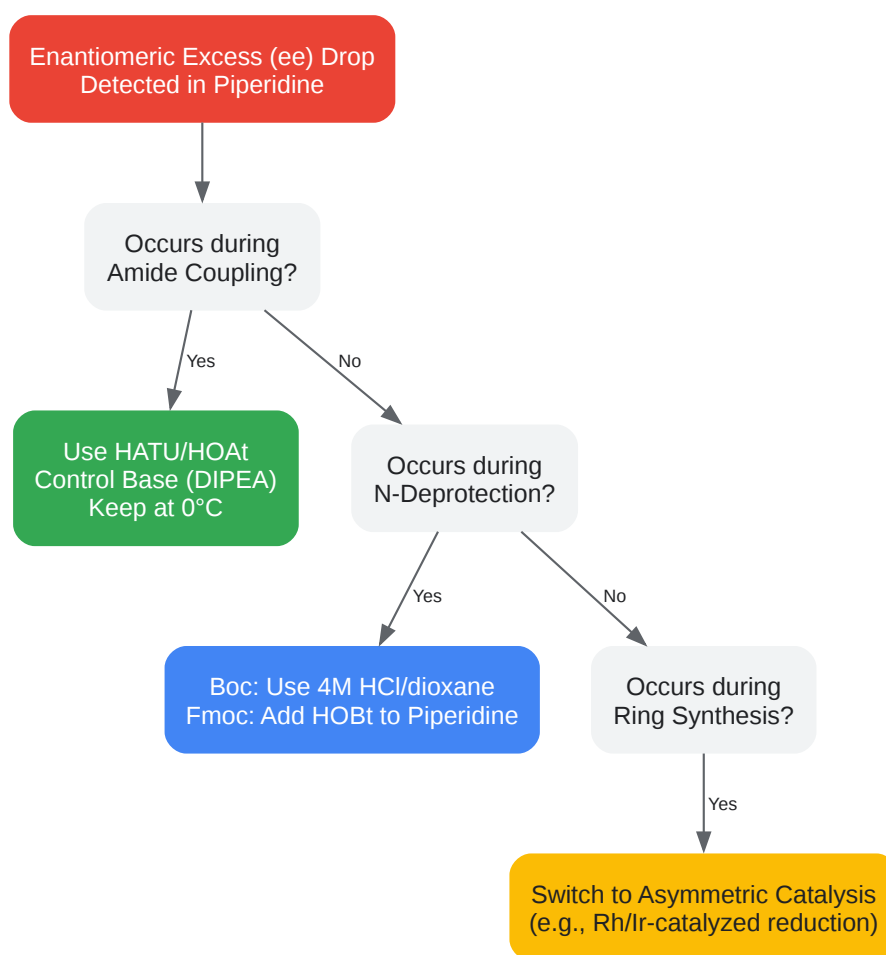 Enantiomeric Excess (ee) Drop
Detected in Piperidine
Occurs during
Amide Coupling?
Yes
No
Use HATU/HOAt
Control Base (DIPEA)
Keep at 0°C
Occurs during
N-Deprotection?
Yes
No
Boc: Use 4M HCl/dioxane
Fmoc: Add HOBt to Piperidine
Occurs during
Ring Synthesis?
Yes
Switch to Asymmetric Catalysis
(e.g., Rh/Ir-catalyzed reduction)